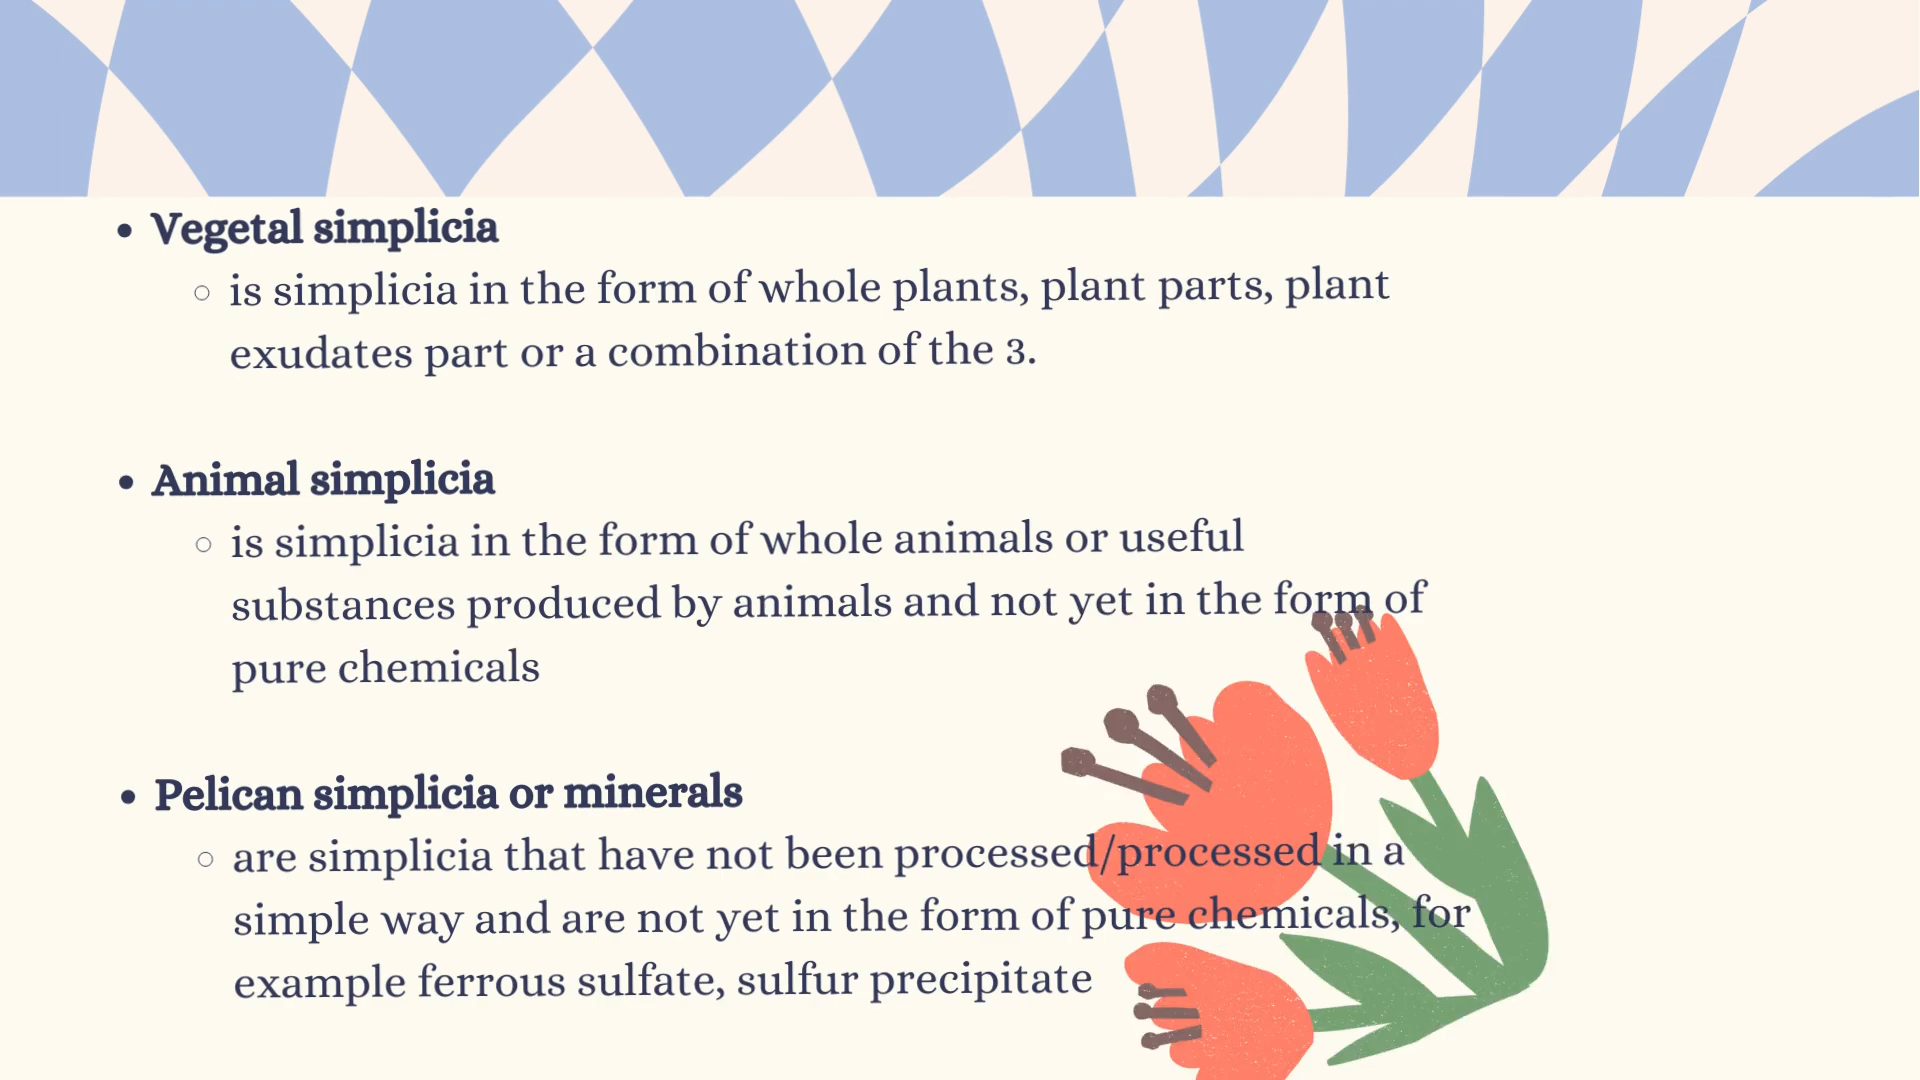 Vegetal simplicia
is simplicia in the form of whole plants, plant parts, plant
exudates part or a combination of the 3.
Animal simplicia
is simplicia in the form of whole animals or useful
substances produced by animals and not yet in the form of
pure chemicals
Pelican simplicia or minerals
are simplicia that have not been processed/processed in a
simple way and are not yet in the form of pure chemicals, for
example ferrous sulfate, sulfur precipitate